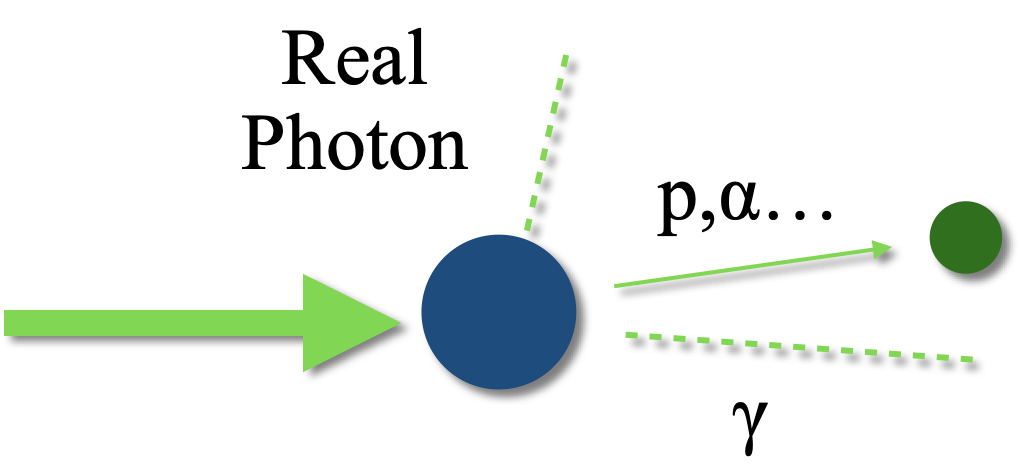 Real
Photon
p,α…
γ